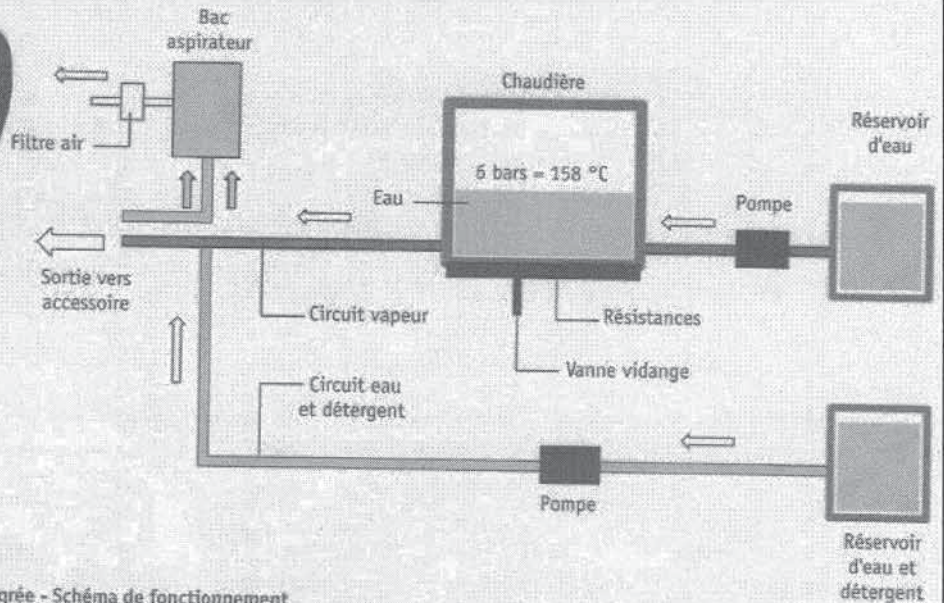 Bac
aspirateur
Filtre air
Chaudière
6 bars = 158 °C
Eau
Réservoir
d'eau
Pompe
Sortie vers
accessoire
Circuit vapeur
Résistances
Vanne vidange
Circuit eau
et détergent
Pompe
Réservoir
d'eau et
détergent
- Schéma de fonctionnement